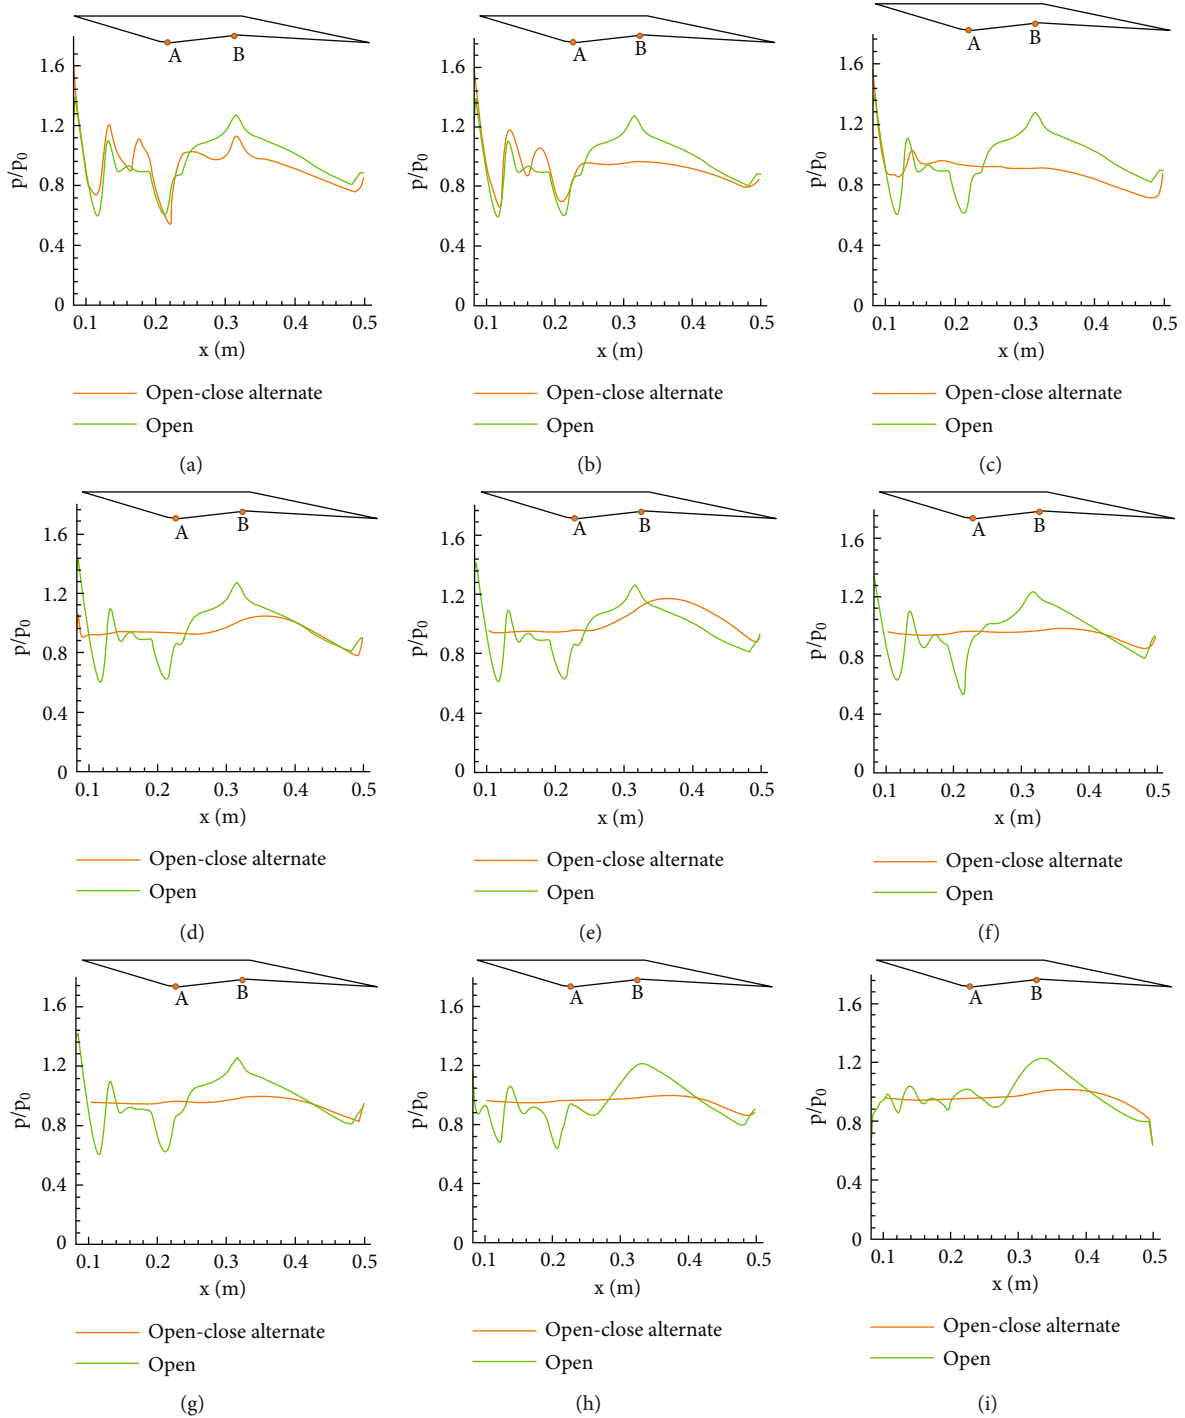 A
B
1.6
1.2
0.8
0.4
0
p/p0
0.1 0.2 0.3 0.4 0.5
x (m)
Open-close alternate
Open
(a)
A
B
1.6
1.2
0.8
0.4
0
p/p0
0.1 0.2 0.3 0.4 0.5
x (m)
Open-close alternate
Open
(b)
A
B
1.6
1.2
0.8
0.4
0
p/p0
0.1 0.2 0.3 0.4 0.5
x (m)
Open-close alternate
Open
(c)
A
B
1.6
1.2
0.8
0.4
0
p/p0
0.1 0.2 0.3 0.4 0.5
x (m)
Open-close alternate
Open
(d)
A
B
1.6
1.2
0.8
0.4
0
p/p0
0.1 0.2 0.3 0.4 0.5
x (m)
Open-close alternate
Open
(e)
A
B
1.6
1.2
0.8
0.4
0
p/p0
0.1 0.2 0.3 0.4 0.5
x (m)
Open-close alternate
Open
(f)
A
B
1.6
1.2
0.8
0.4
0
p/p0
0.1 0.2 0.3 0.4 0.5
x (m)
Open-close alternate
Open
(g)
A
B
1.6
1.2
0.8
0.4
0
p/p0
0.1 0.2 0.3 0.4 0.5
x (m)
Open-close alternate
Open
(h)
A
B
1.6
1.2
0.8
0.4
0
p/p0
0.1 0.2 0.3 0.4 0.5
x (m)
Open-close alternate
Open
(i)